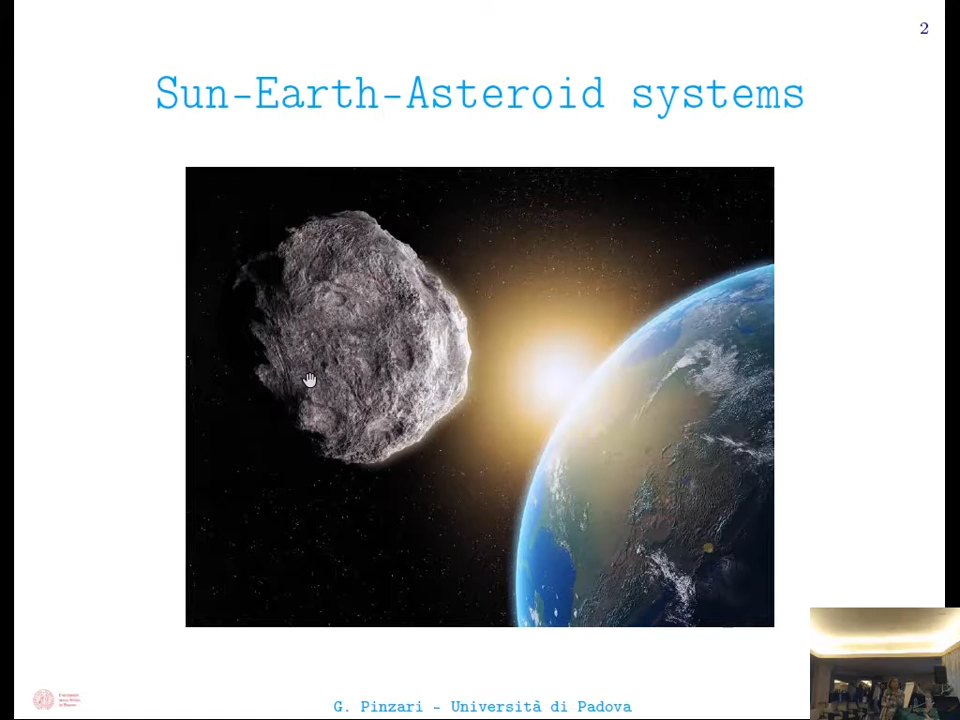 2
Sun-Earth-Asteroid systems
G. Pinzari - Università di Padova